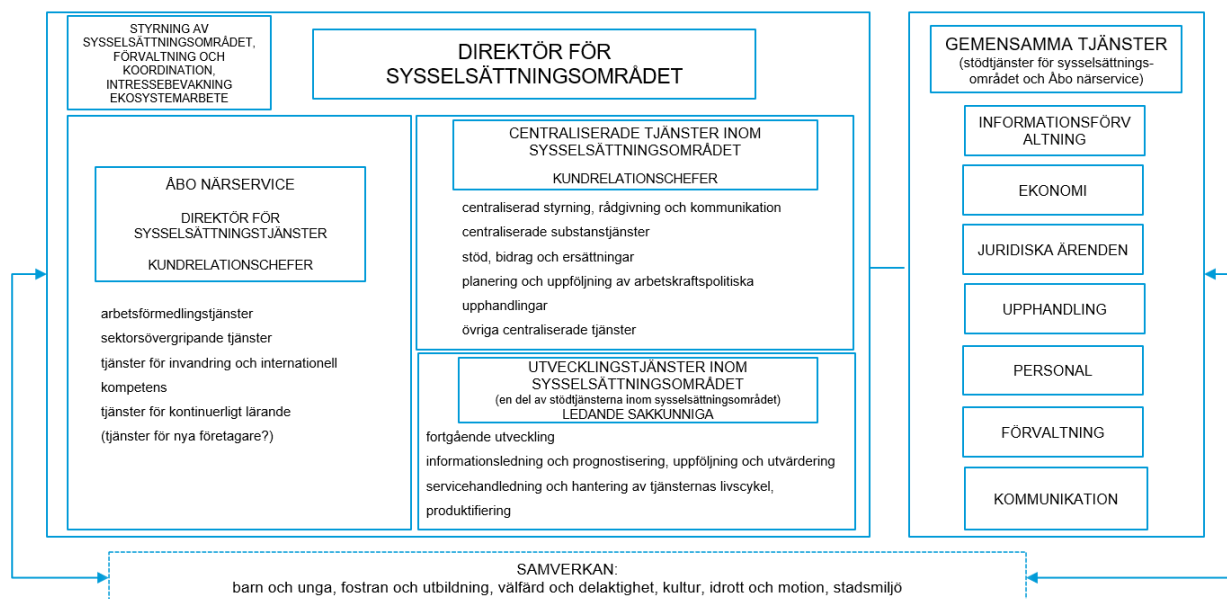 STYRNING AV
SYSSELSÄTTNINGSOMRÅDET,
FÖRVALTNING OCH
KOORDINATION,
INTRESSEBEVAKNING
EKOSYSTEMARBETE
DIREKTÖR FÖR
SYSSELSÄTTNINGSOMRÅDET
ÅBO NÄRSERVICE
DIREKTÖR FÖR
SYSSELSÄTTNINGSTJÄNSTER
KUNDRELATIONSCHEFER
arbetsförmedlingstjänster
sektorsövergripande tjänster
tjänster för invandring och internationell
kompetens
tjänster för kontinuerligt lärande
(tjänster för nya företagare?)
CENTRALISERADE TJÄNSTER INOM
SYSSELSÄTTNINGSOMRÅDET
KUNDRELATIONSCHEFER
centraliserad styrning, rådgivning och kommunikation
centraliserade substanstjänster
stöd, bidrag och ersättningar
planering och uppföljning av arbetskraftspolitiska
upphandlingar
övriga centraliserade tjänster
UTVECKLINGSTJÄNSTER INOM
SYSSELSÄTTNINGSOMRÅDET
(en del av stödtjänsterna inom sysselsättningsområdet)
LEDANDE SAKKUNNIGA
fortgående utveckling
informationsledning och prognostisering, uppföljning och utvärdering
servicehandledning och hantering av tjänsternas livscykel,
produktifiering
GEMENSAMMA TJÄNSTER
(stödtjänster för sysselsättnings-
området och Åbo närservice)
INFORMATIONSFÖRV
ALTNING
EKONOMI
JURIDISKA ÄRENDEN
UPPHANDLING
PERSONAL
FÖRVALTNING
KOMMUNIKATION
SAMVERKAN:
barn och unga, fostran och utbildning, välfärd och delaktighet, kultur, idrott och motion, stadsmiljö